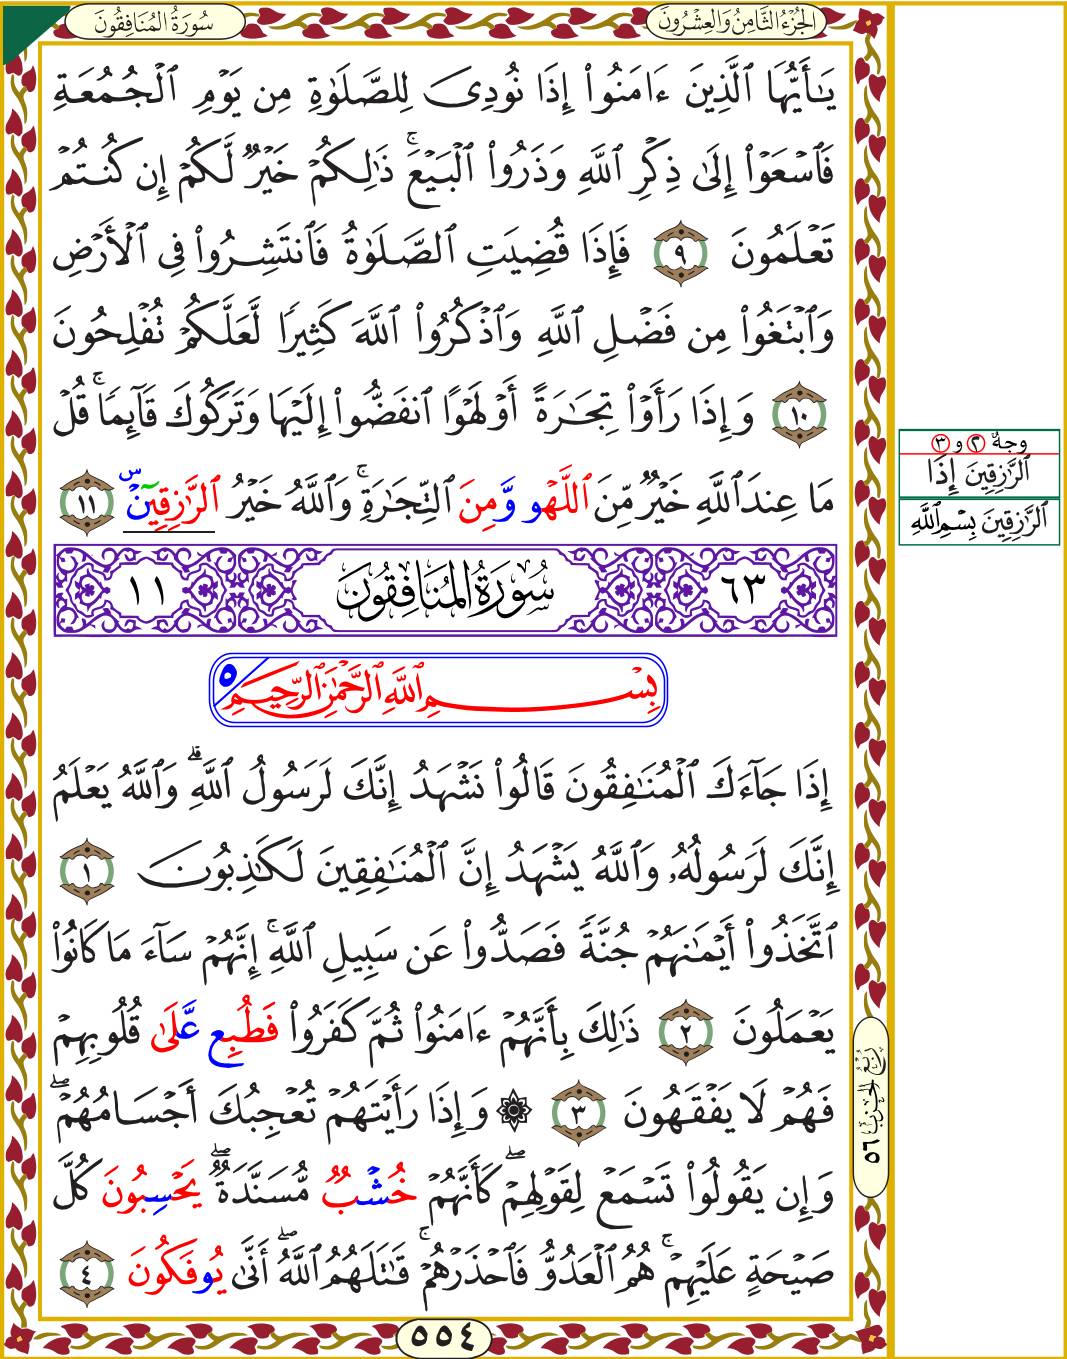 الجُزْءُ الثَّامِنُ وَالعِشْرُونَ
سُورَةُ المُنَافِقُونَ
يَـٰٓأَيُّهَا ٱلَّذِينَ ءَامَنُوا۟ إِذَا نُودِىَ لِلصَّلَوٰةِ مِن يَوْمِ ٱلْجُمُعَةِ
فَٱسْعَوْا۟ إِلَىٰ ذِكْرِ ٱللَّهِ وَذَرُوا۟ ٱلْبَيْعَ ۚ ذَٰلِكُمْ خَيْرٌ لَّكُمْ إِن كُنتُمْ
تَعْلَمُونَ ٩ فَإِذَا قُضِيَتِ ٱلصَّلَوٰةُ فَٱنتَشِرُوا۟ فِى ٱلْأَرْضِ
وَٱبْتَغُوا۟ مِن فَضْلِ ٱللَّهِ وَٱذْكُرُوا۟ ٱللَّهَ كَثِيرًا لَّعَلَّكُمْ تُفْلِحُونَ
١٠ وَإِذَا رَأَوْا۟ تِجَـٰرَةً أَوْ لَهْوًا ٱنفَضُّوٓا۟ إِلَيْهَا وَتَرَكُوكَ قَآئِمًا ۚ قُلْ
مَا عِندَ ٱللَّهِ خَيْرٌ مِّنَ ٱللَّهْو وَّمِنَ ٱلتِّجَـٰرَةِ ۚ وَٱللَّهُ خَيْرُ ٱلرَّٰزِقِينَ س ١١
وجهٌ ٢ و ٣
ٱلرَّٰزِقِينَ إِذَا
ٱلرَّٰزِقِينَ بِسْمِ ٱللَّهِ
٦٣ سُورَةُ المُنَافِقُونَ ١١
بِسْمِ ٱللَّهِ ٱلرَّحْمَـٰنِ ٱلرَّحِيمِ ٥
إِذَا جَآءَكَ ٱلْمُنَـٰفِقُونَ قَالُوا۟ نَشْهَدُ إِنَّكَ لَرَسُولُ ٱللَّهِ ۗ وَٱللَّهُ يَعْلَمُ
إِنَّكَ لَرَسُولُهُۥ وَٱللَّهُ يَشْهَدُ إِنَّ ٱلْمُنَـٰفِقِينَ لَكَـٰذِبُونَ ١
ٱتَّخَذُوٓا۟ أَيْمَـٰنَهُمْ جُنَّةً فَصَدُّوا۟ عَن سَبِيلِ ٱللَّهِ ۚ إِنَّهُمْ سَآءَ مَا كَانُوا۟
يَعْمَلُونَ ٢ ذَٰلِكَ بِأَنَّهُمْ ءَامَنُوا۟ ثُمَّ كَفَرُوا۟ فَطُبِع عَّلَىٰ قُلُوبِهِمْ
فَهُمْ لَا يَفْقَهُونَ ٣ ۞ وَإِذَا رَأَيْتَهُمْ تُعْجِبُكَ أَجْسَامُهُمْ ۖ
وَإِن يَقُولُوا۟ تَسْمَعْ لِقَوْلِهِمْ ۖ كَأَنَّهُمْ خُشْبٌ مُّسَنَّدَةٌ ۖ يَحْسِبُونَ كُلَّ
صَيْحَةٍ عَلَيْهِمْ ۚ هُمُ ٱلْعَدُوُّ فَٱحْذَرْهُمْ ۚ قَـٰتَلَهُمُ ٱللَّهُ ۖ أَنَّىٰ يُوفَكُونَ ٤
رُبْعُ الحِزْبِ ٥٦
٥٥٤